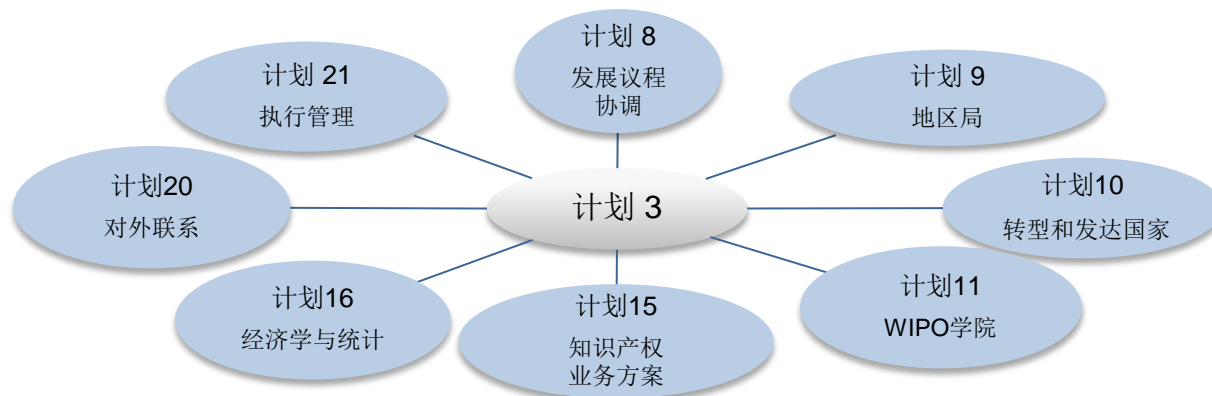 计划 8
发展议程
协调
计划 21
执行管理
计划 9
地区局
计划20
对外联系
计划 3
计划10
转型和发达国家
计划16
经济学与统计
计划15
知识产权
业务方案
计划11
WIPO学院